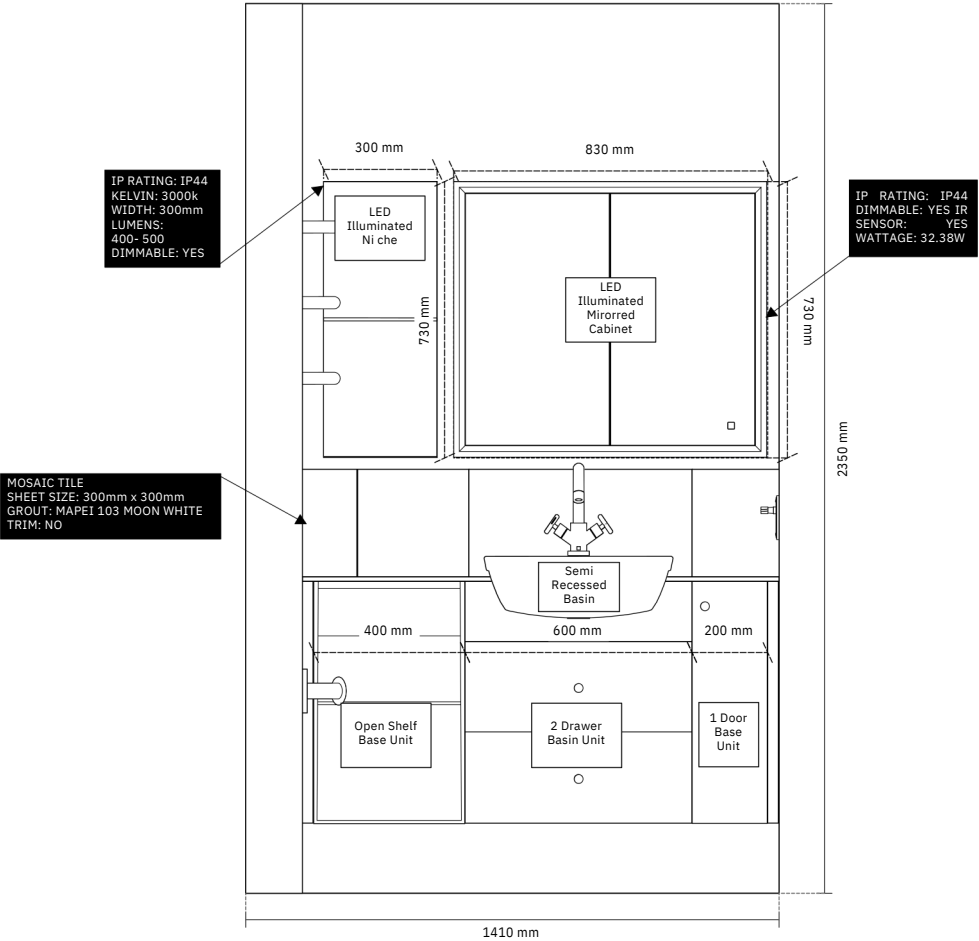 300 mm
830 mm
IP RATING: IP44
KELVIN: 3000k
WIDTH: 300mm
LUMENS:
400- 500
DIMMABLE: YES
LED
Illuminated
Ni che
IP RATING: IP44
DIMMABLE: YES IR
SENSOR: YES
WATTAGE: 32.38W
LED
Illuminated
Mirorred
Cabinet
730 mm
730 mm
2350 mm
MOSAIC TILE
SHEET SIZE: 300mm x 300mm
GROUT: MAPEI 103 MOON WHITE
TRIM: NO
Semi
Recessed
Basin
400 mm
600 mm
200 mm
Open Shelf
Base Unit
2 Drawer
Basin Unit
1 Door
Base
Unit
1410 mm